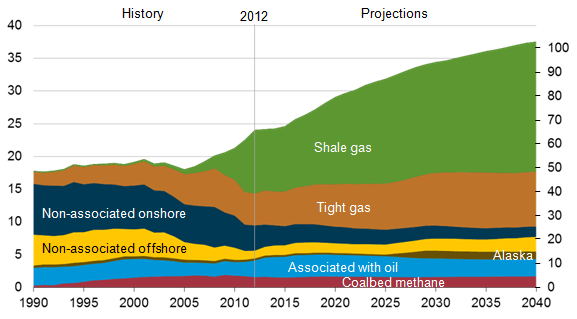 History 2012 Projections
40
35
30
25
20
15
10
5
0
100
90
80
70
60
50
40
30
20
10
0
Shale gas
Tight gas
Non-associated onshore
Non-associated offshore
Alaska
Associated with oil
Coalbed methane
1990 1995 2000 2005 2010 2015 2020 2025 2030 2035 2040